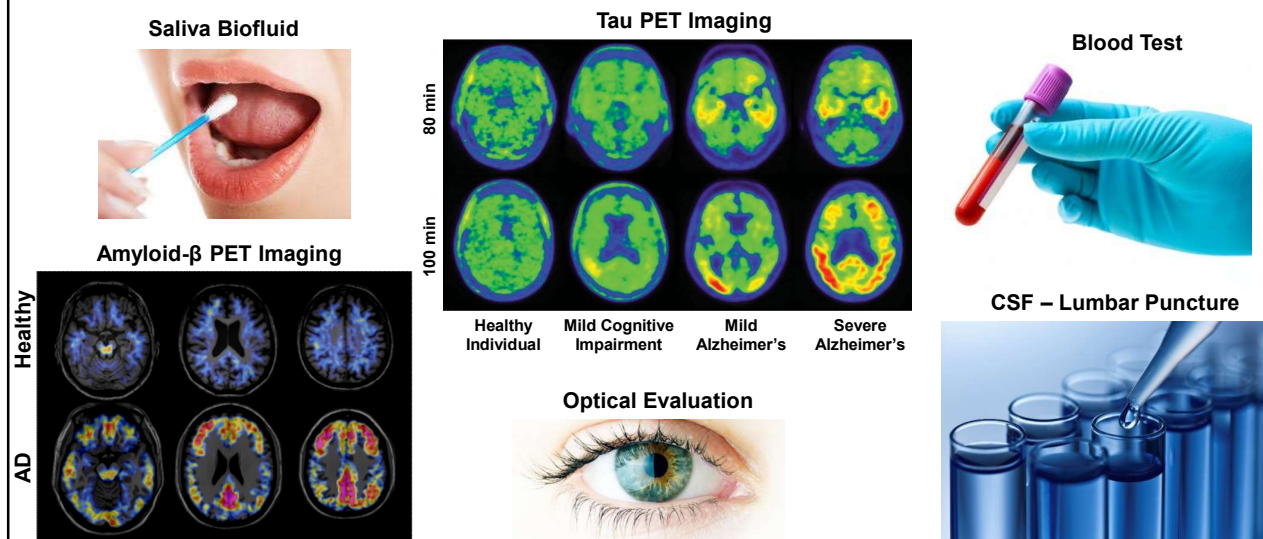 Saliva Biofluid
Tau PET Imaging
Blood Test
80 min
100 min
Healthy
Individual
Mild Cognitive
Impairment
Mild
Alzheimer's
Severe
Alzheimer's
Amyloid-β PET Imaging
Healthy
AD
Optical Evaluation
CSF – Lumbar Puncture